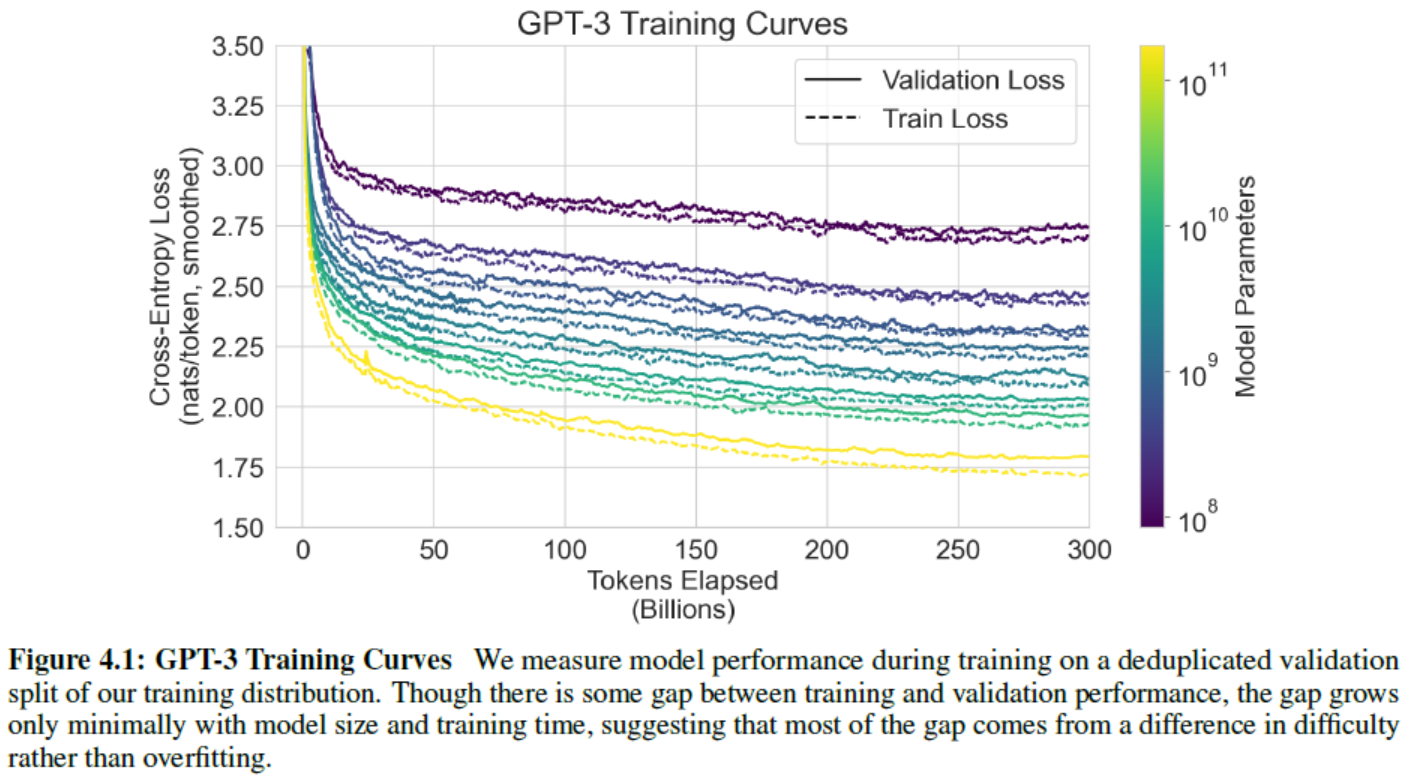 GPT-3 Training Curves
3.50
3.25
3.00
2.75
2.50
2.25
2.00
1.75
1.50
Cross-Entropy Loss
(nats/token, smoothed)
Validation Loss
Train Loss
0 50 100 150 200 250 300
Tokens Elapsed
(Billions)
10^11
10^10
10^9
10^8
Model Parameters
Figure 4.1: GPT-3 Training Curves We measure model performance during training on a deduplicated validation
split of our training distribution. Though there is some gap between training and validation performance, the gap grows
only minimally with model size and training time, suggesting that most of the gap comes from a difference in difficulty
rather than overfitting.